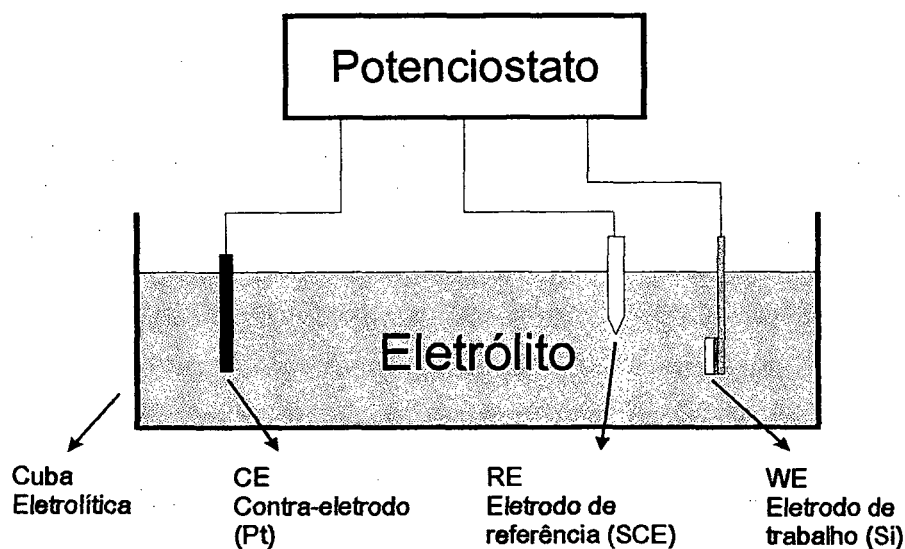 Potenciostato
Eletrólito
Cuba
Eletrolítica
CE
Contra-eletrodo
(Pt)
RE
Eletrodo de
referência (SCE)
WE
Eletrodo de
trabalho (Si)